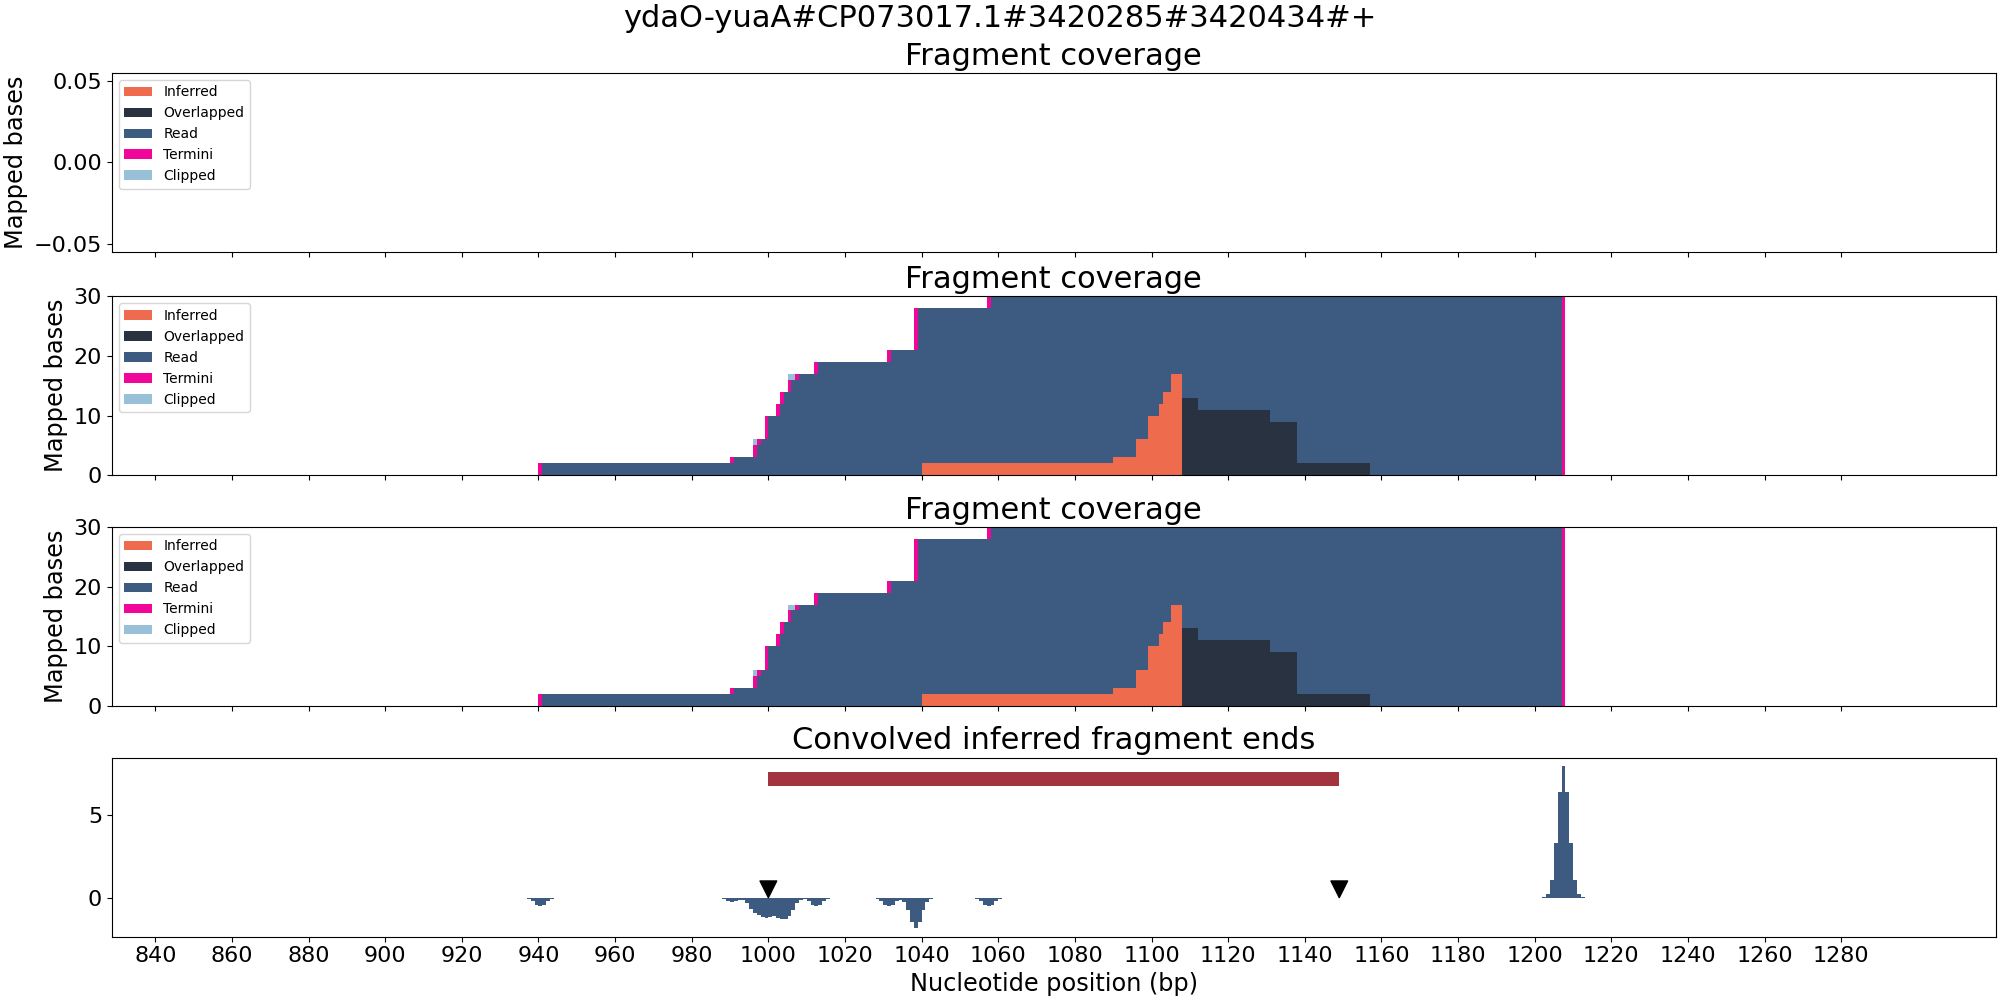 ydaO-yuaA#CP073017.1#3420285#3420434#+
Fragment coverage
Mapped bases
0.05
0.00
−0.05
Inferred
Overlapped
Read
Termini
Clipped
Fragment coverage
Mapped bases
30
20
10
0
Inferred
Overlapped
Read
Termini
Clipped
Fragment coverage
Mapped bases
30
20
10
0
Inferred
Overlapped
Read
Termini
Clipped
Convolved inferred fragment ends
5
0
840 860 880 900 920 940 960 980 1000 1020 1040 1060 1080 1100 1120 1140 1160 1180 1200 1220 1240 1260 1280
Nucleotide position (bp)